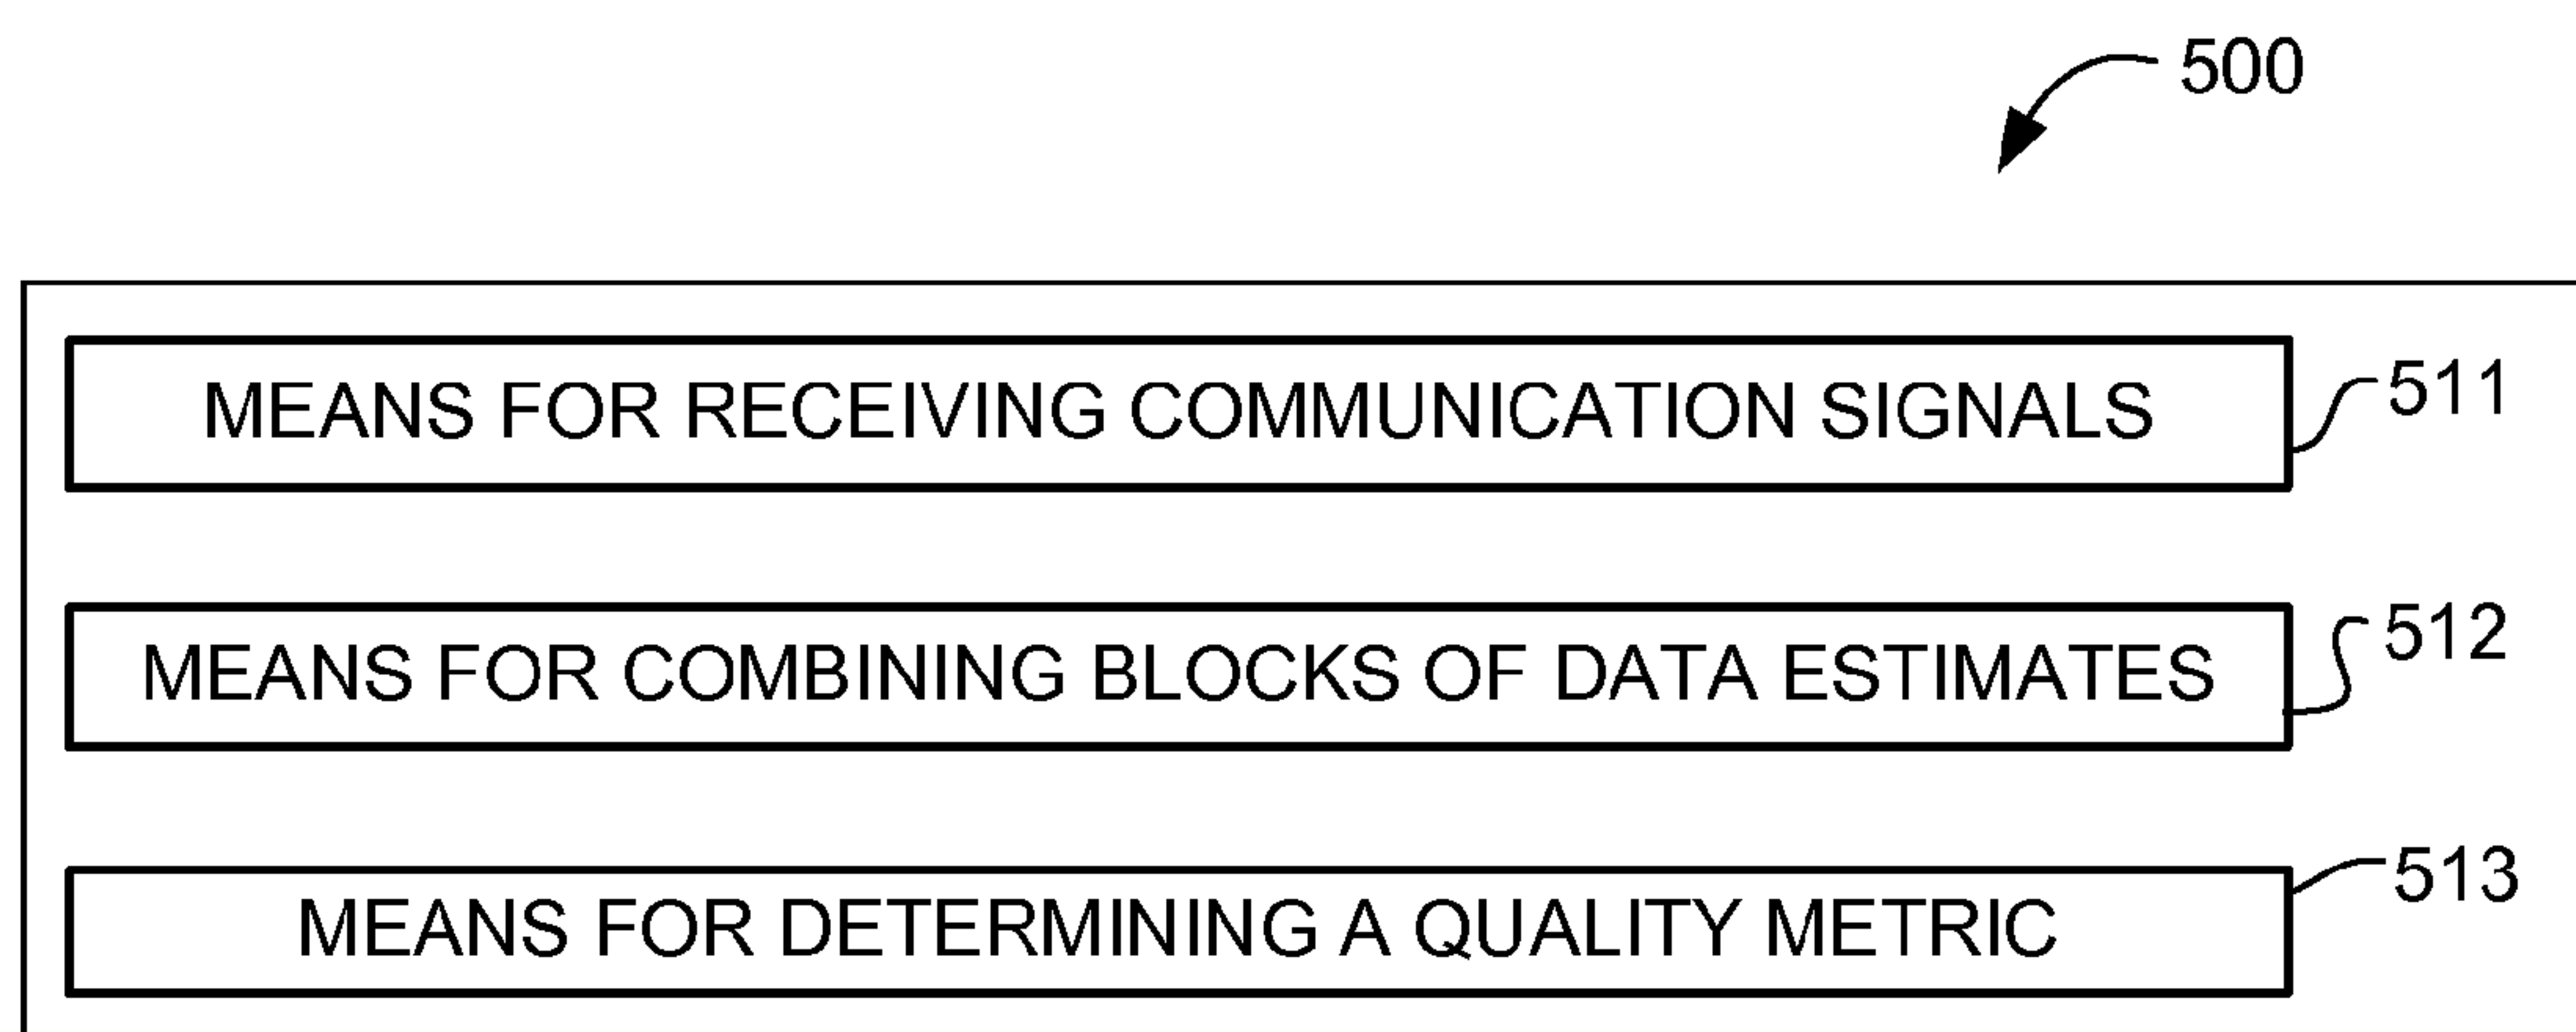 500
MEANS FOR RECEIVING COMMUNICATION SIGNALS
511
MEANS FOR COMBINING BLOCKS OF DATA ESTIMATES
512
MEANS FOR DETERMINING A QUALITY METRIC
513